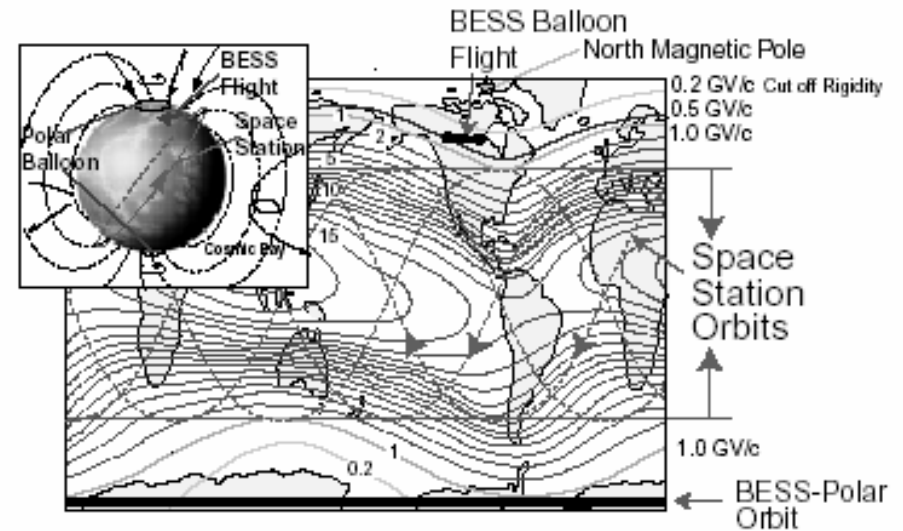 BESS Balloon
Flight
North Magnetic Pole
0.2 GV/c Cut off Rigidity
0.5 GV/c
1.0 GV/c
BESS
Flight
Space
Station
Polar
Balloon
Cosmic Ray
1
2
5
10
15
Space
Station
Orbits
1
0.2
1.0 GV/c
BESS-Polar
Orbit